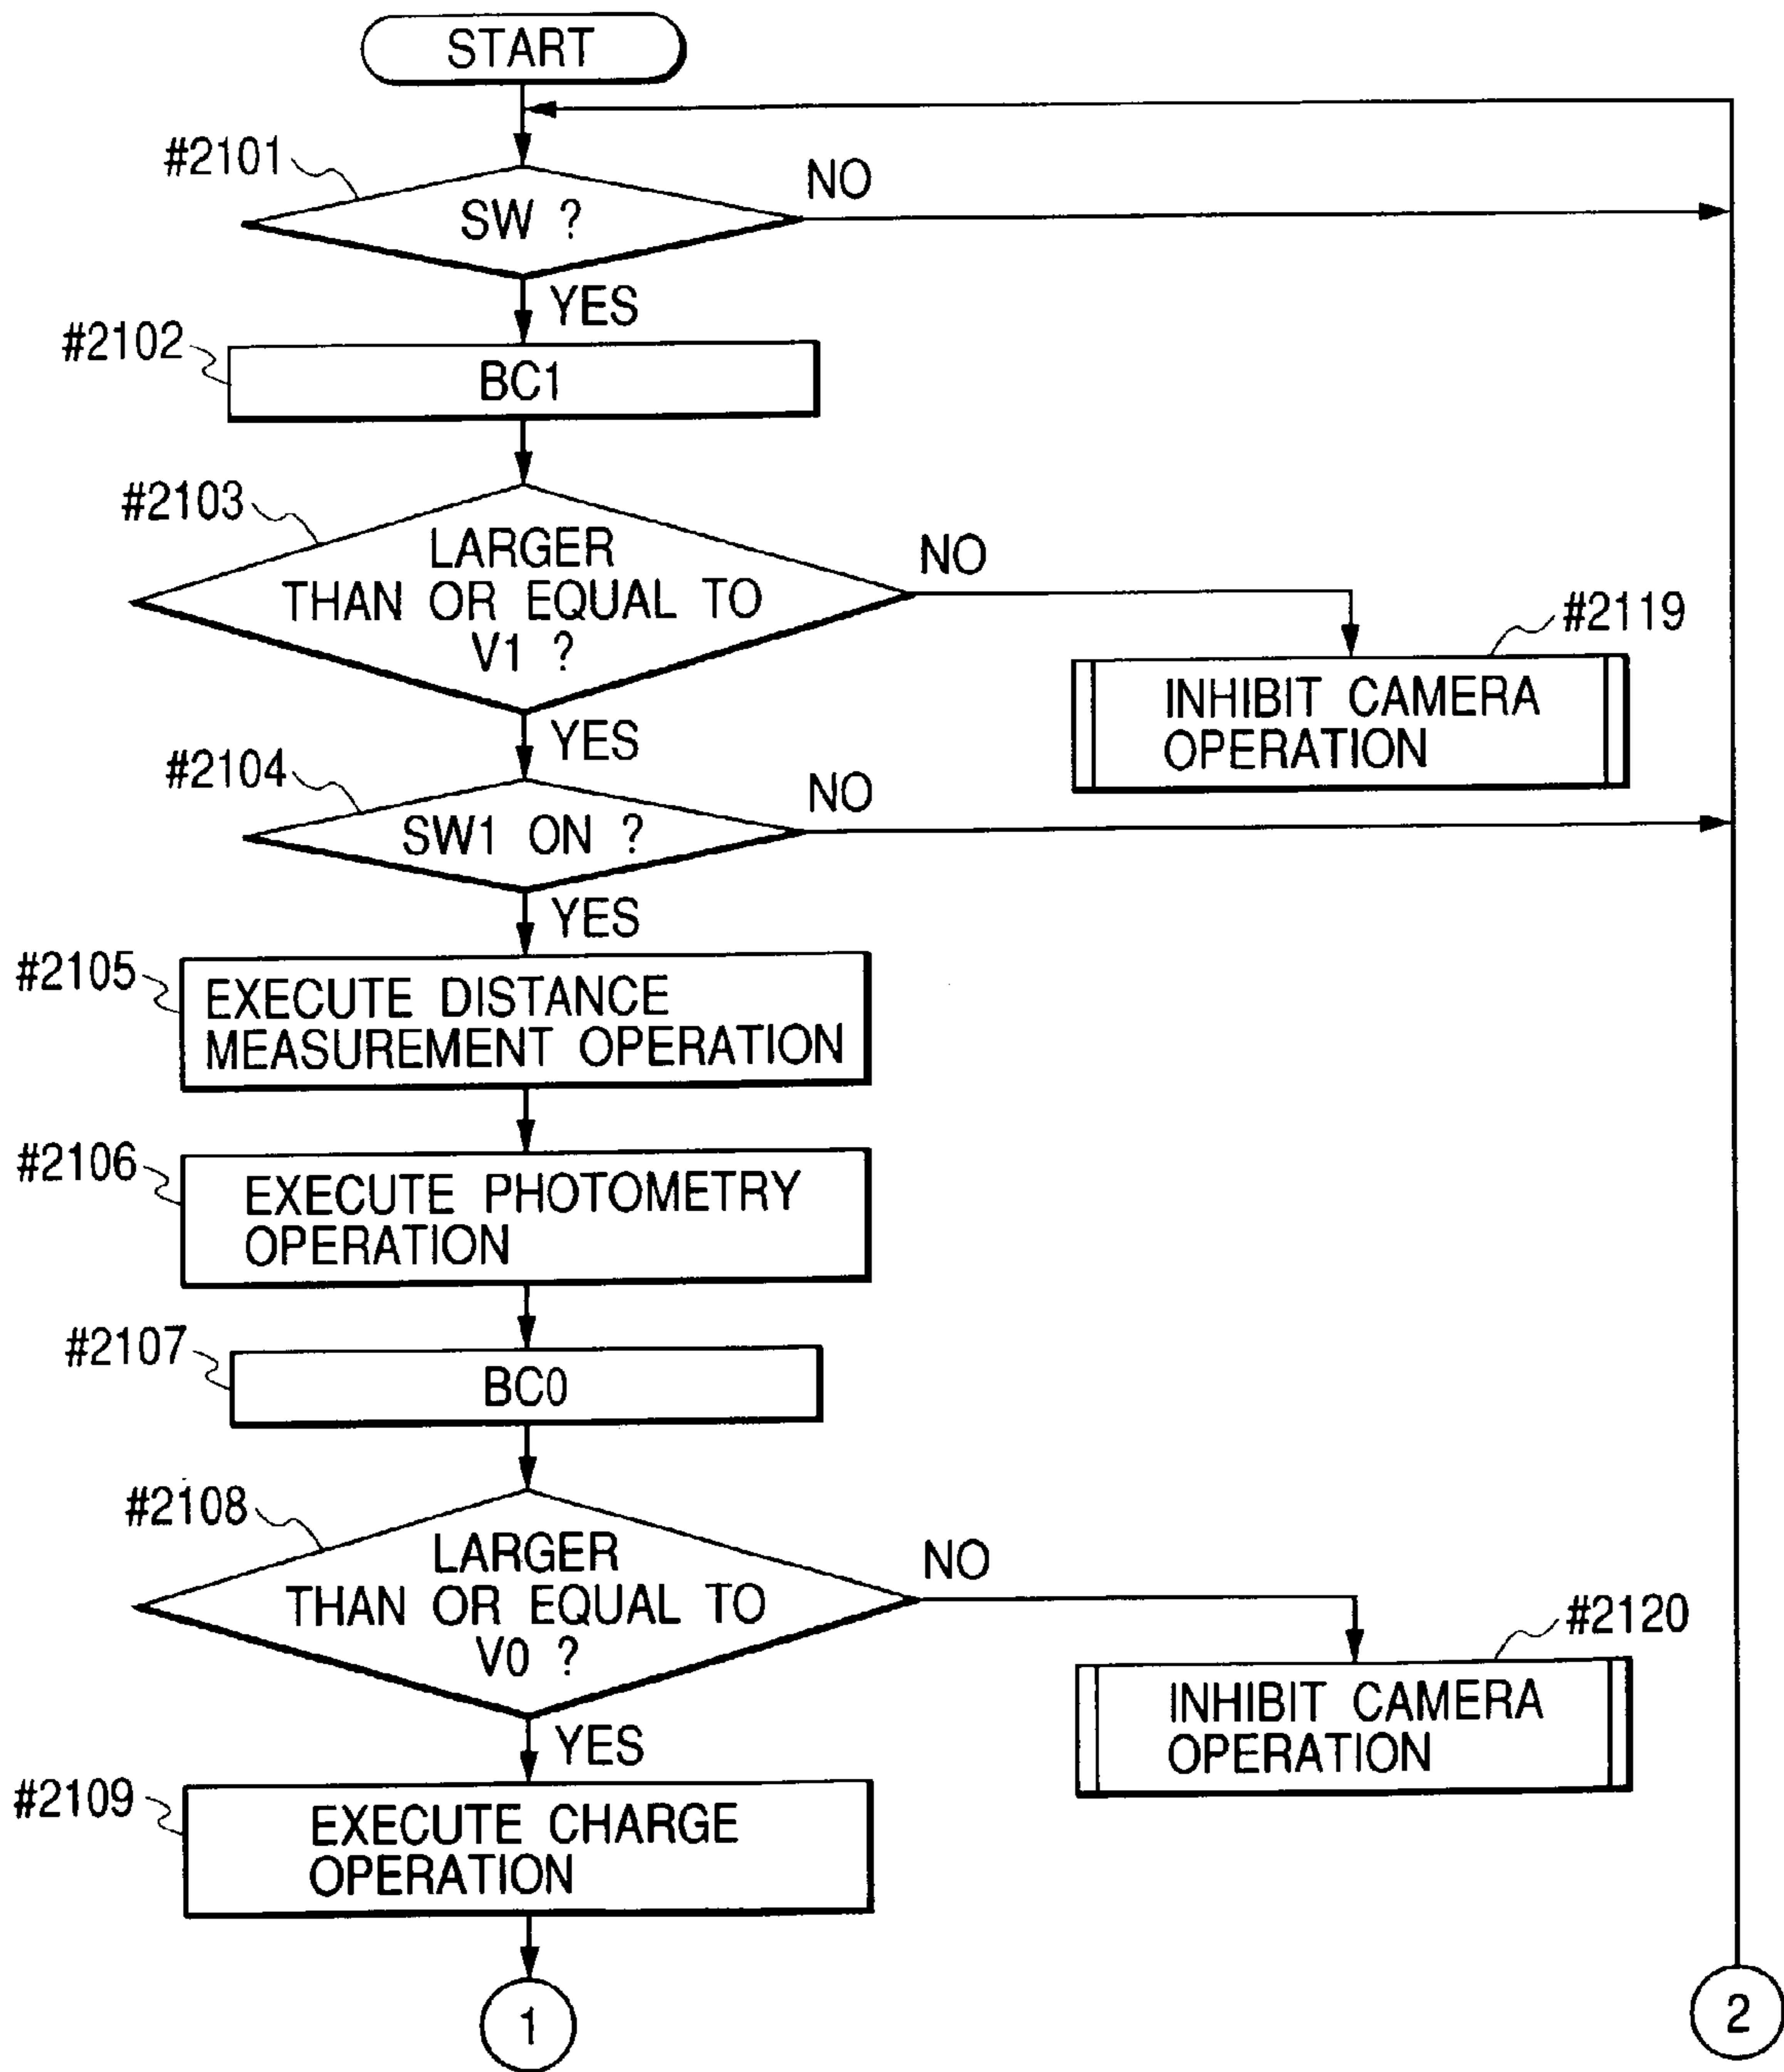 START
#2101
SW ?
NO
YES
#2102
BC1
#2103
LARGER
THAN OR EQUAL TO
V1 ?
NO
#2119
INHIBIT CAMERA
OPERATION
YES
#2104
SW1 ON ?
NO
YES
#2105
EXECUTE DISTANCE
MEASUREMENT OPERATION
#2106
EXECUTE PHOTOMETRY
OPERATION
#2107
BC0
#2108
LARGER
THAN OR EQUAL TO
V0 ?
NO
#2120
INHIBIT CAMERA
OPERATION
YES
#2109
EXECUTE CHARGE
OPERATION
1
2